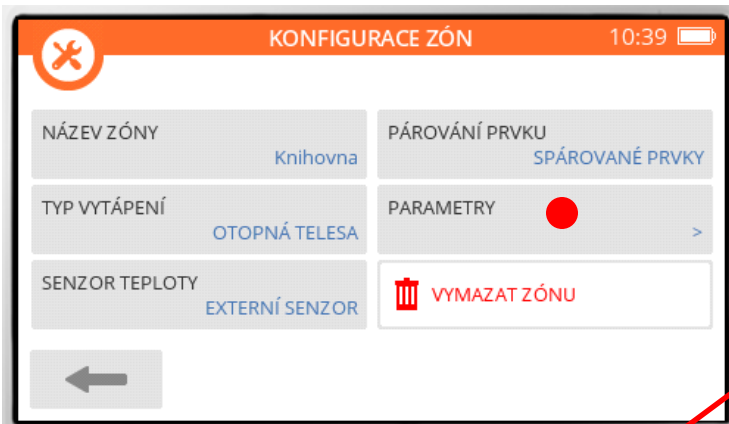 KONFIGURACE ZÓN
10:39
NÁZEV ZÓNY
Knihovna
PÁROVÁNÍ PRVKU
SPÁROVANÉ PRVKY
TYP VYTÁPENÍ
OTOPNÁ TELESA
PARAMETRY
>
SENZOR TEPLOTY
EXTERNÍ SENZOR
VYMAZAT ZÓNU